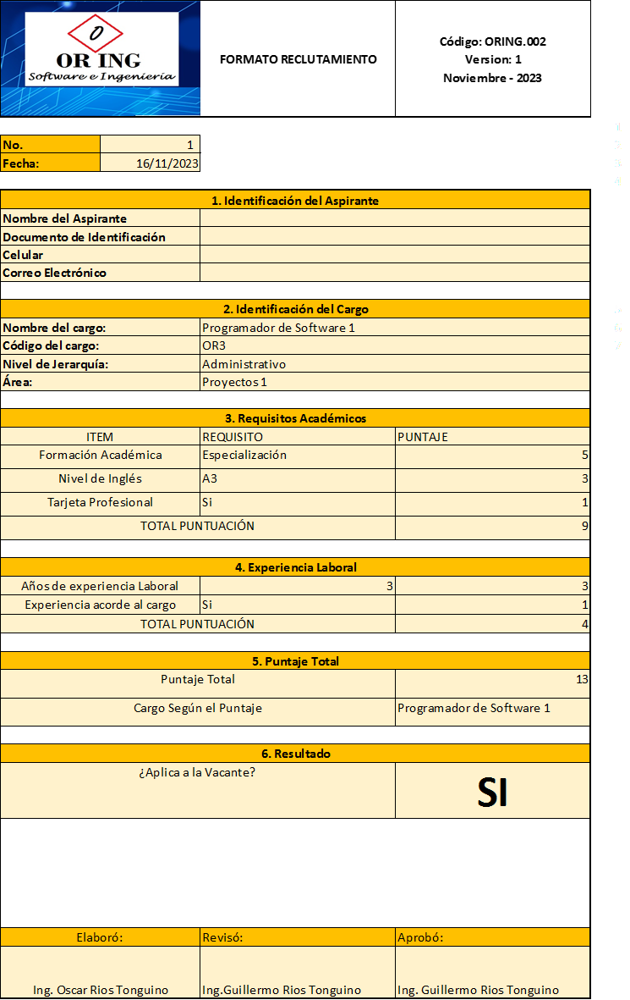 O
OR ING
Software e Ingenieria
FORMATO RECLUTAMIENTO
Código: ORING.002
Version: 1
Noviembre - 2023
No. 1
Fecha: 16/11/2023
1. Identificación del Aspirante
Nombre del Aspirante
Documento de Identificación
Celular
Correo Electrónico
2. Identificación del Cargo
Nombre del cargo: Programador de Software 1
Código del cargo: OR3
Nivel de Jerarquía: Administrativo
Área: Proyectos 1
3. Requisitos Académicos
ITEM REQUISITO PUNTAJE
Formación Académica Especialización 5
Nivel de Inglés A3 3
Tarjeta Profesional Si 1
TOTAL PUNTUACIÓN 9
4. Experiencia Laboral
Años de experiencia Laboral 3 3
Experiencia acorde al cargo Si 1
TOTAL PUNTUACIÓN 4
5. Puntaje Total
Puntaje Total 13
Cargo Según el Puntaje Programador de Software 1
6. Resultado
¿Aplica a la Vacante? SI
Elaboró: Revisó: Aprobó:
Ing. Oscar Rios Tonguino Ing.Guillermo Rios Tonguino Ing. Guillermo Rios Tonguino